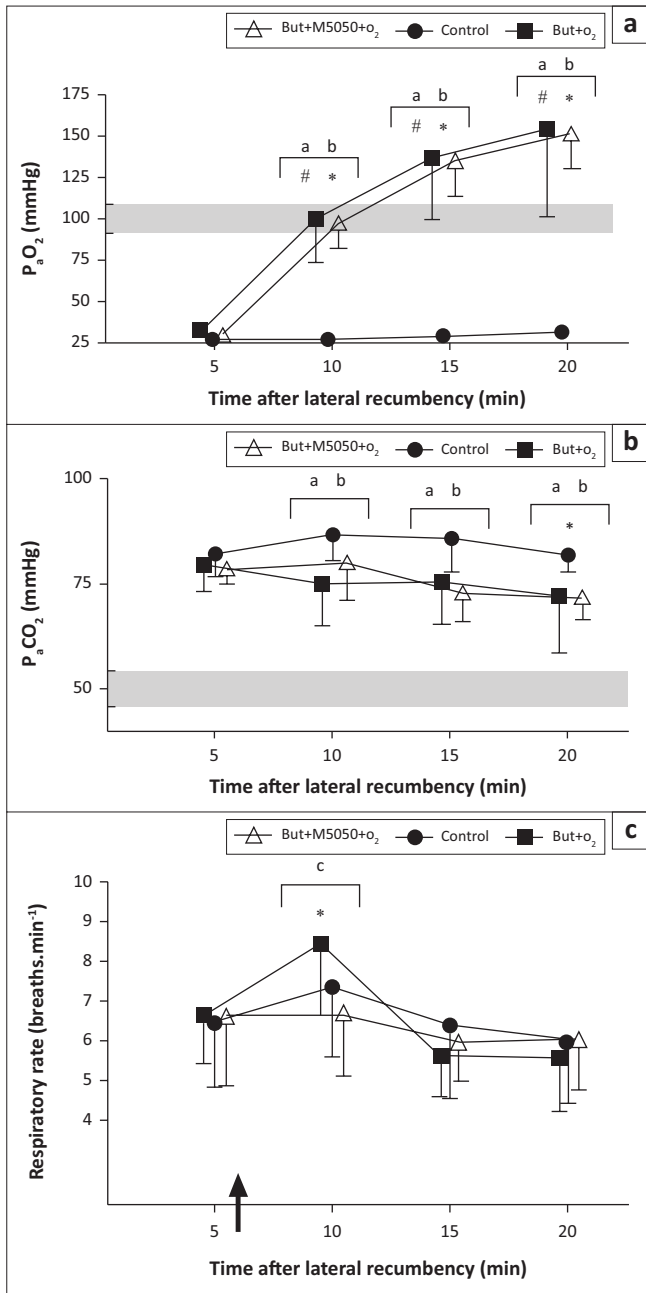 a
But+M5050+o₂ Control But+o₂
a b
# *
a b
# *
a b
# *
175
150
125
100
75
50
25
PₐO₂ (mmHg)
5 10 15 20
Time after lateral recumbency (min)
b
But+M5050+o₂ Control But+o₂
a b
a b
a b
*
100
75
50
PₐCO₂ (mmHg)
5 10 15 20
Time after lateral recumbency (min)
c
But+M5050+o₂ Control But+o₂
c
*
10
9
8
7
6
5
4
Respiratory rate (breaths.min⁻¹)
5 10 15 20
Time after lateral recumbency (min)